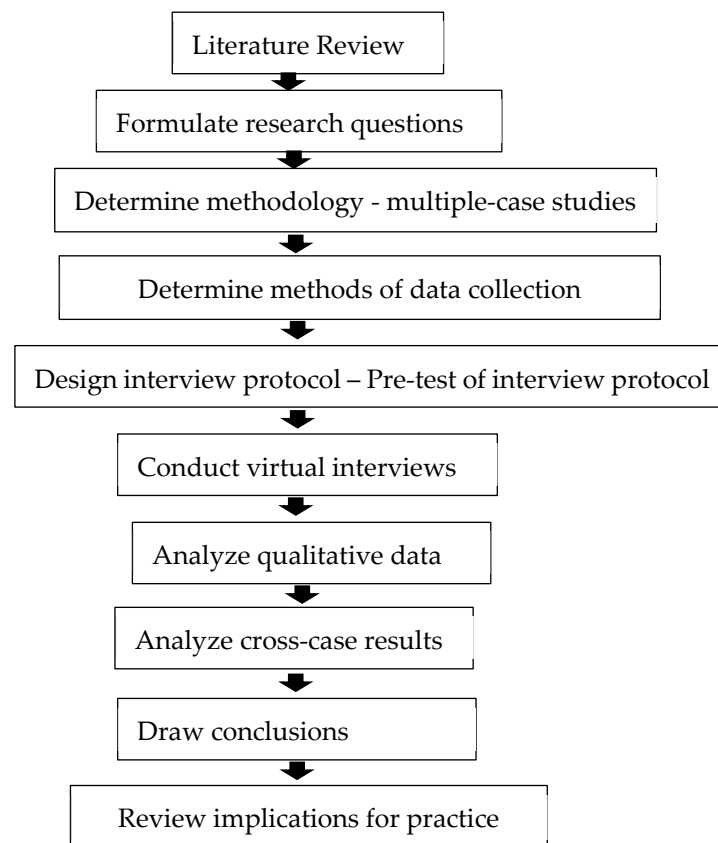 Literature Review
Formulate research questions
Determine methodology - multiple-case studies
Determine methods of data collection
Design interview protocol – Pre-test of interview protocol
Conduct virtual interviews
Analyze qualitative data
Analyze cross-case results
Draw conclusions
Review implications for practice